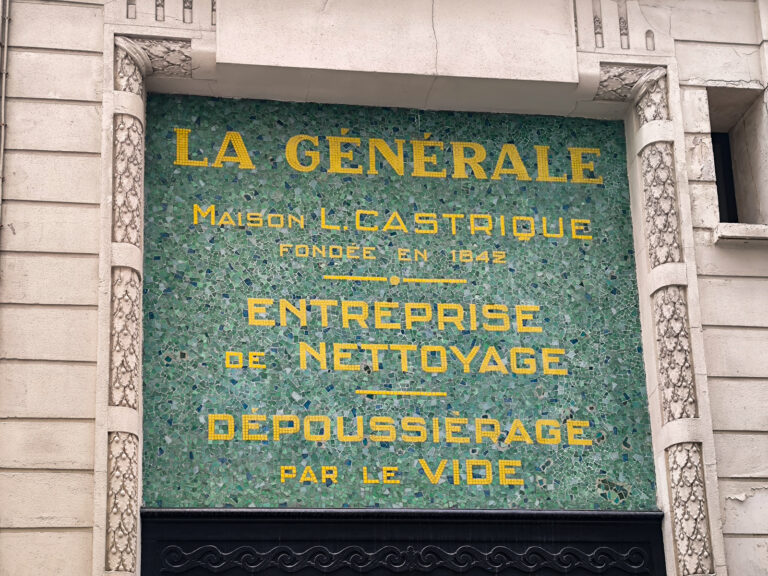 LA GÉNÉRALE
MAISON L.CASTRIQUE
FONDÉE EN 1842
ENTREPRISE
DE NETTOYAGE
DÉPOUSSIÉRAGE
PAR LE VIDE